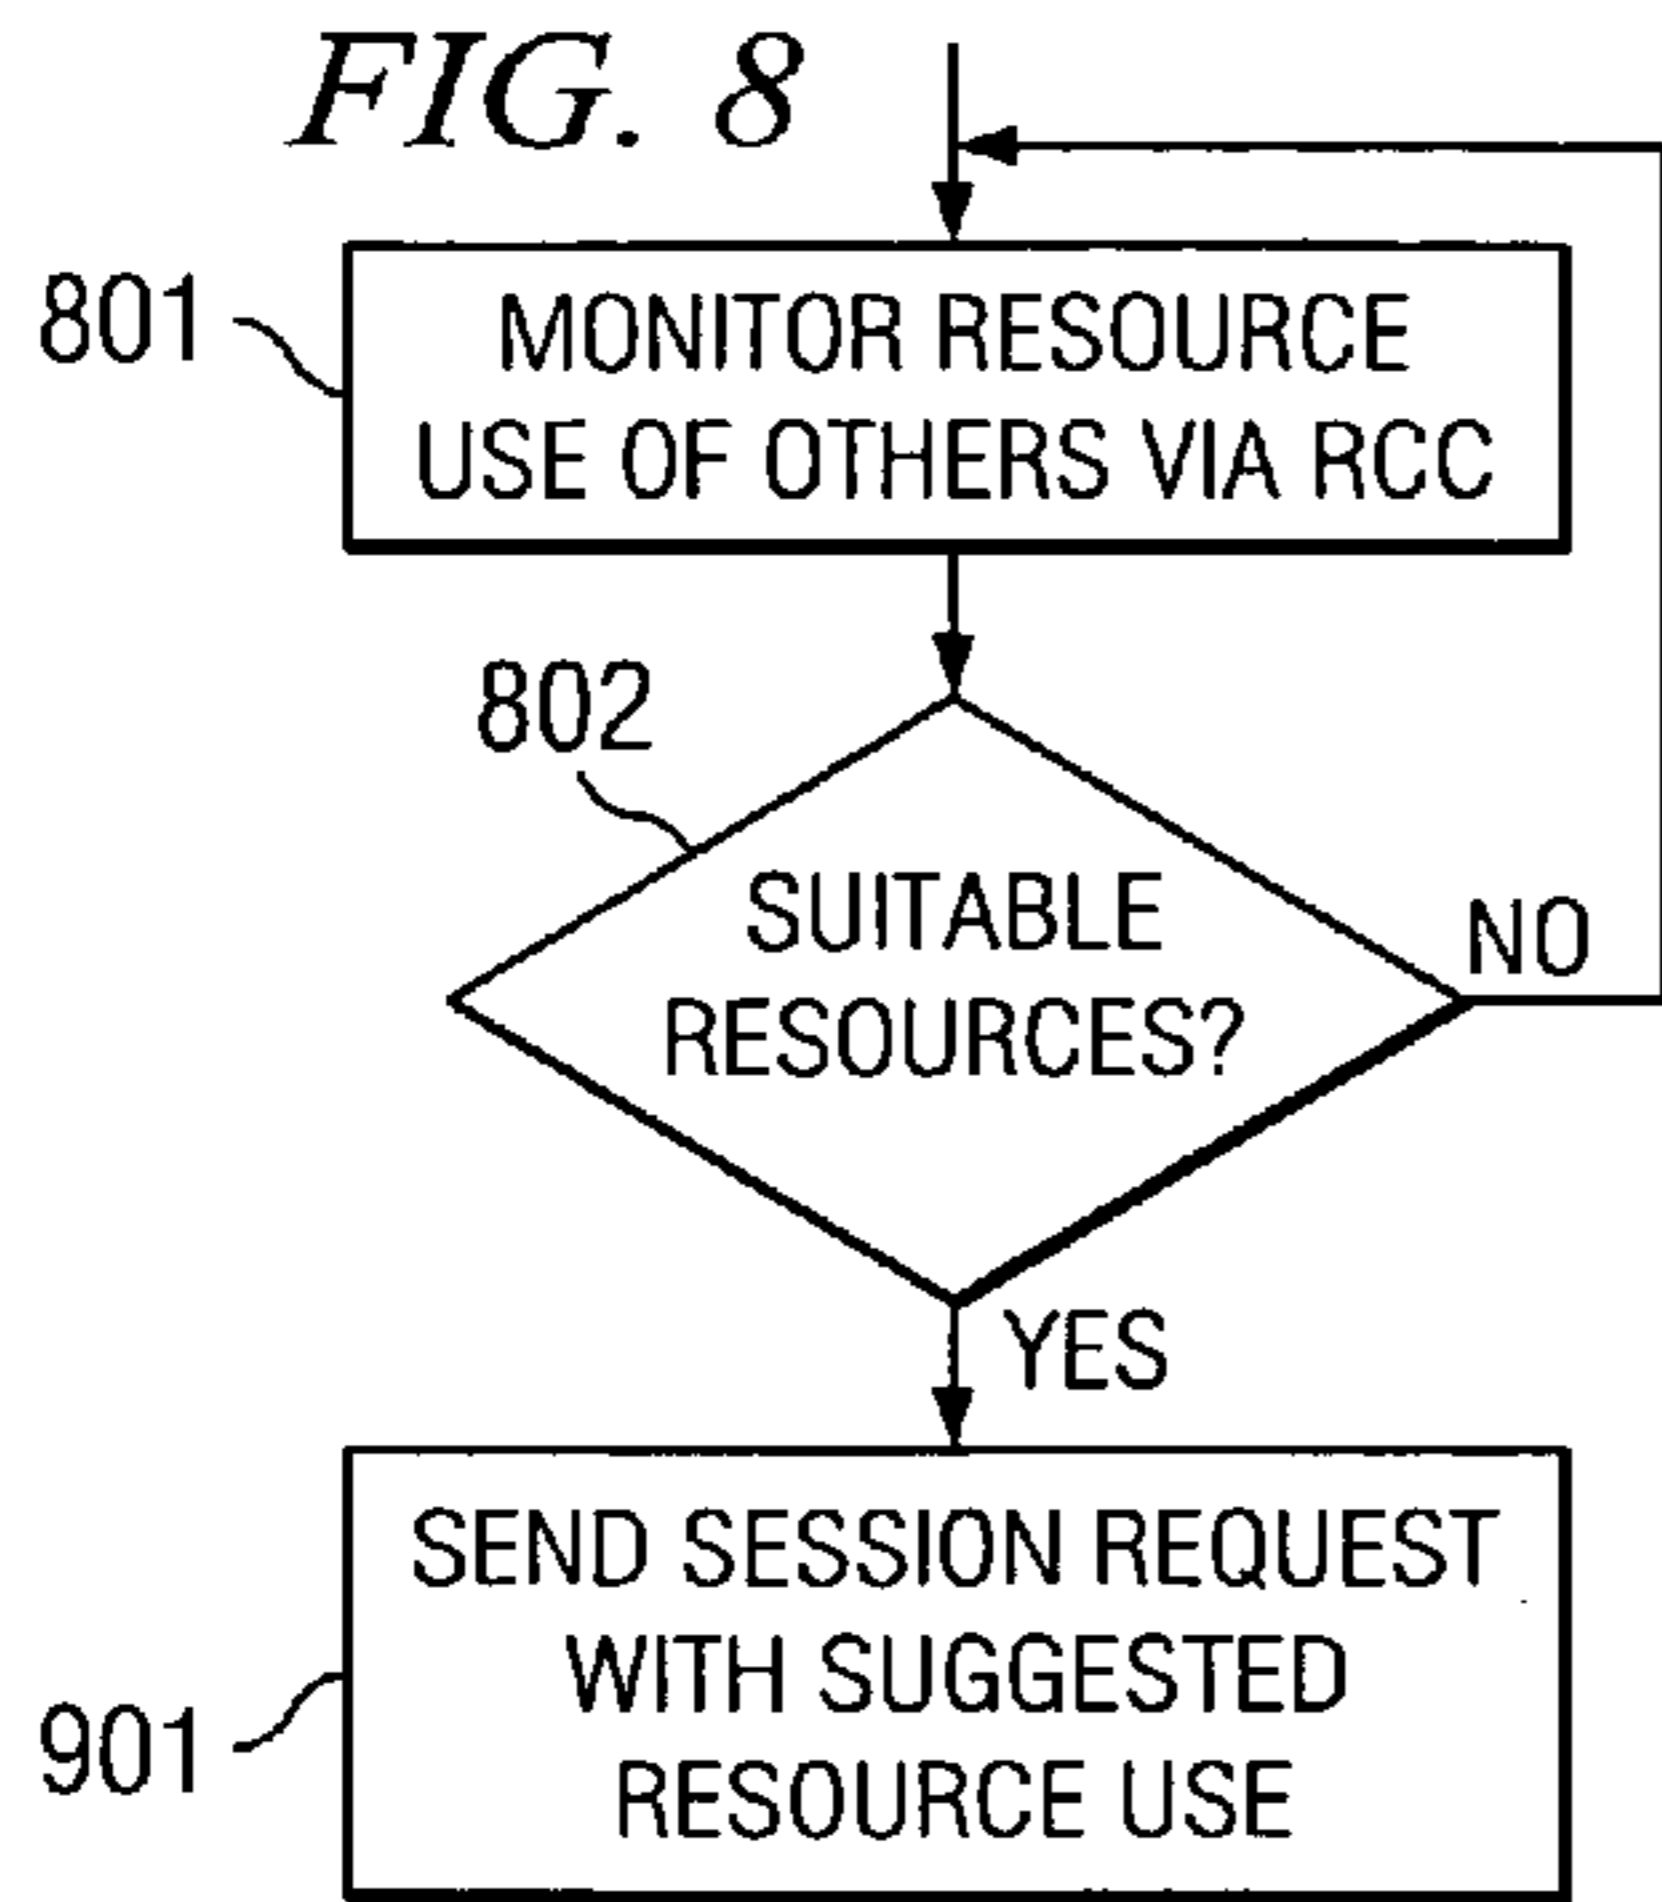 FIG. 8
801
MONITOR RESOURCE
USE OF OTHERS VIA RCC
802
SUITABLE
RESOURCES?
NO
YES
SEND SESSION REQUEST
WITH SUGGESTED
RESOURCE USE
901